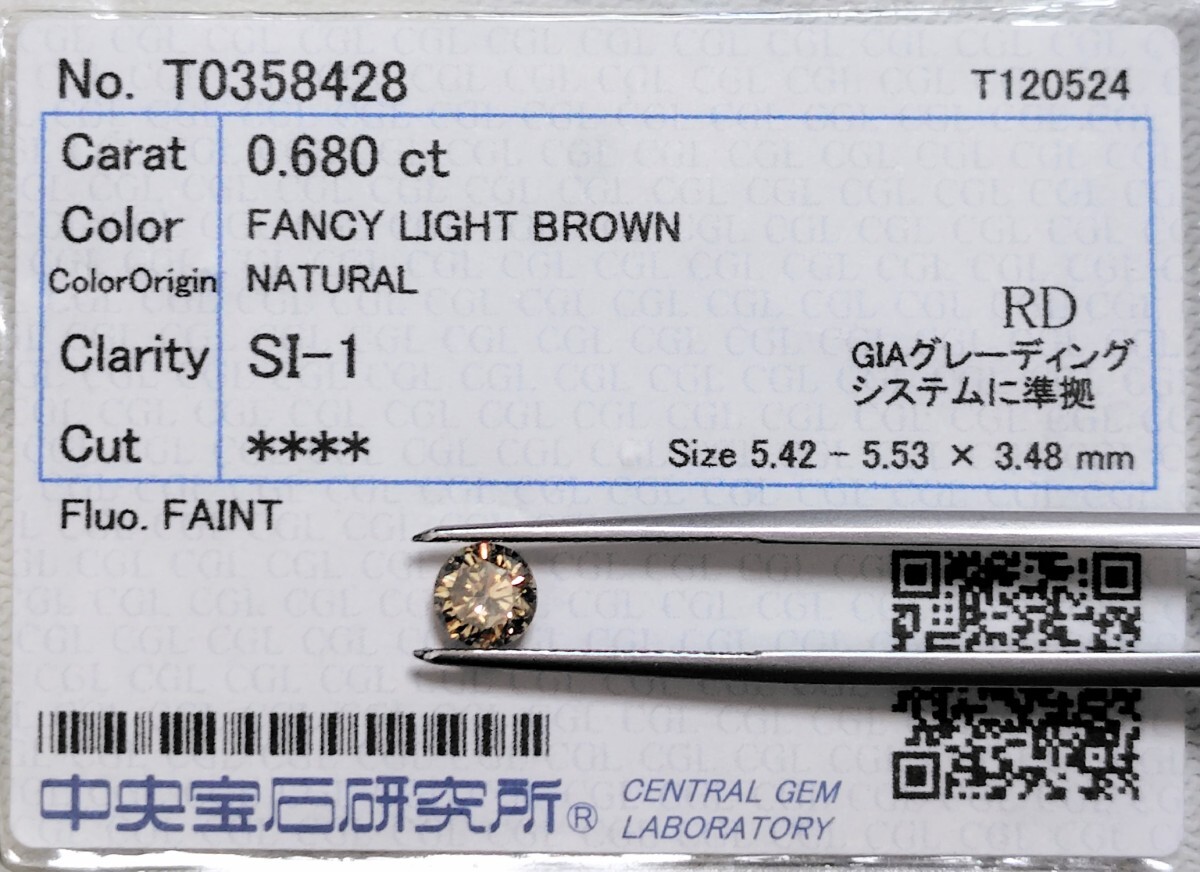 No. T0358428
T120524
Carat 0.680 ct
Color FANCY LIGHT BROWN
ColorOrigin NATURAL
RD
Clarity SI-1
GIAグレーディング
システムに準拠
Cut ****
Size 5.42 - 5.53 × 3.48 mm
Fluo. FAINT
中央宝石研究所®
CENTRAL GEM
LABORATORY